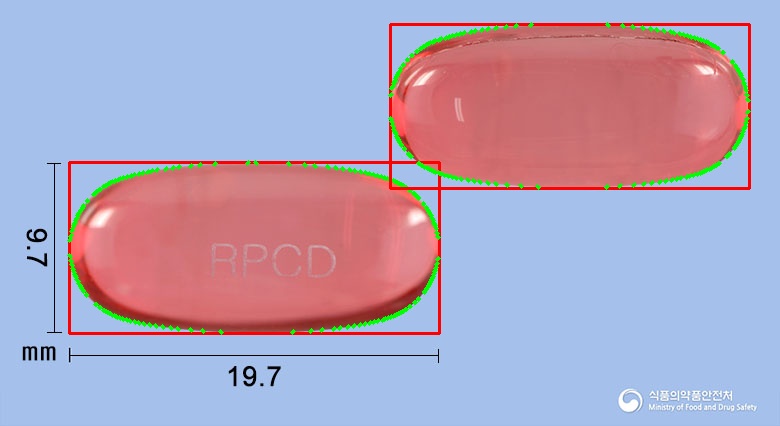 RPCD
9.7
mm
19.7
식품의약품안전처
Ministry of Food and Drug Safety